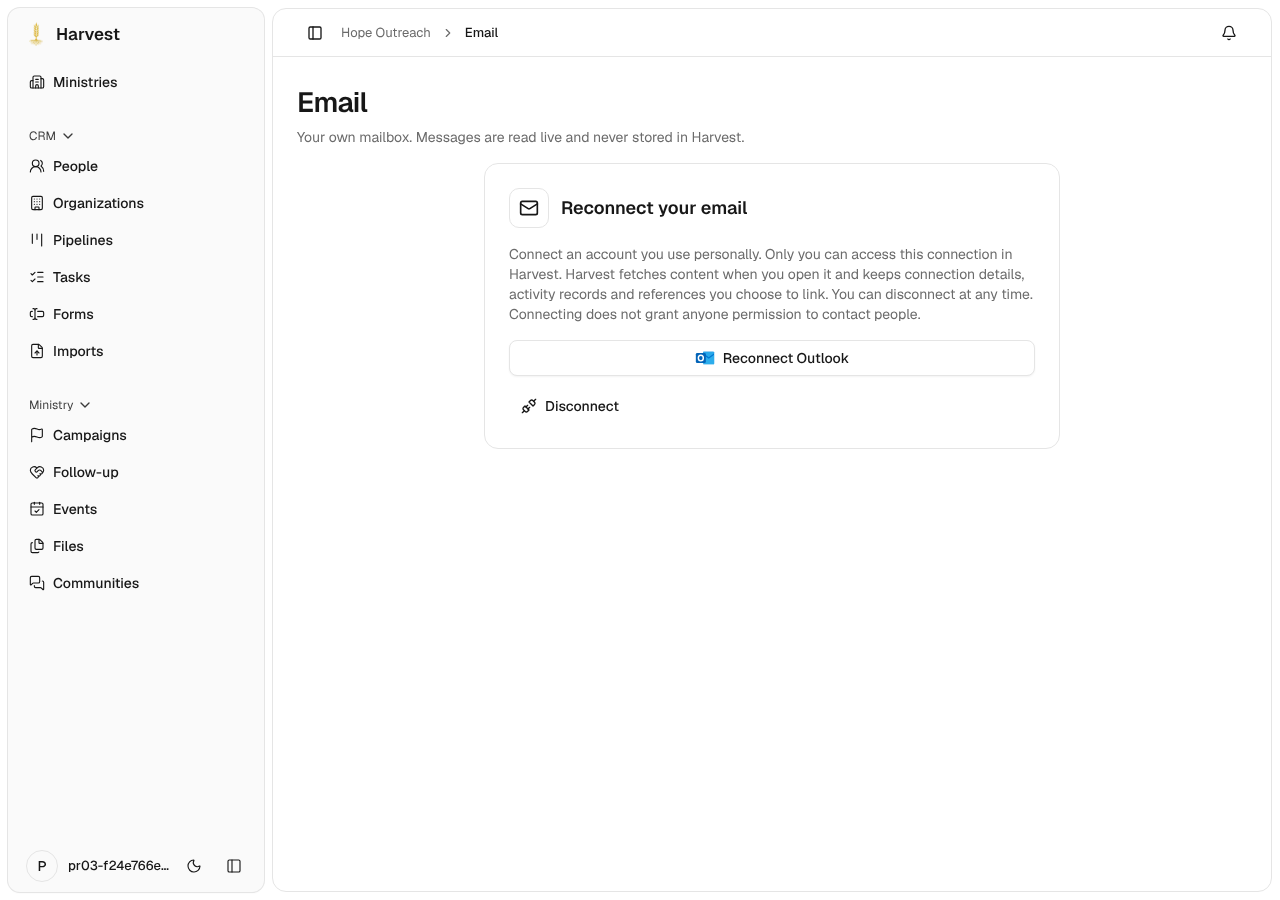 Harvest
Ministries
CRM
People
Organizations
Pipelines
Tasks
Forms
Imports
Ministry
Campaigns
Follow-up
Events
Files
Communities
P
pr03-f24e766e...
Hope Outreach > Email
Email
Your own mailbox. Messages are read live and never stored in Harvest.
Reconnect your email
Connect an account you use personally. Only you can access this connection in
Harvest. Harvest fetches content when you open it and keeps connection details,
activity records and references you choose to link. You can disconnect at any time.
Connecting does not grant anyone permission to contact people.
Reconnect Outlook
Disconnect